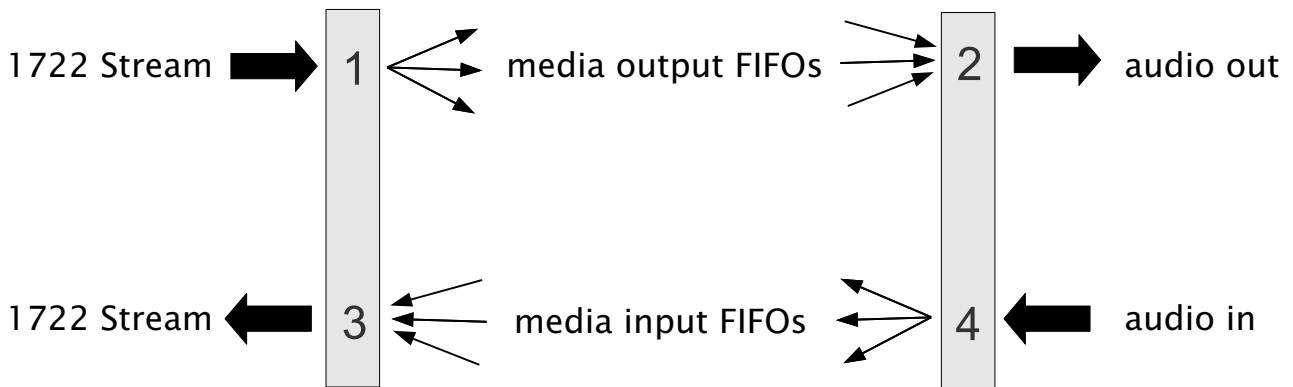 1722 Stream
1
media output FIFOs
2
audio out
1722 Stream
3
media input FIFOs
4
audio in